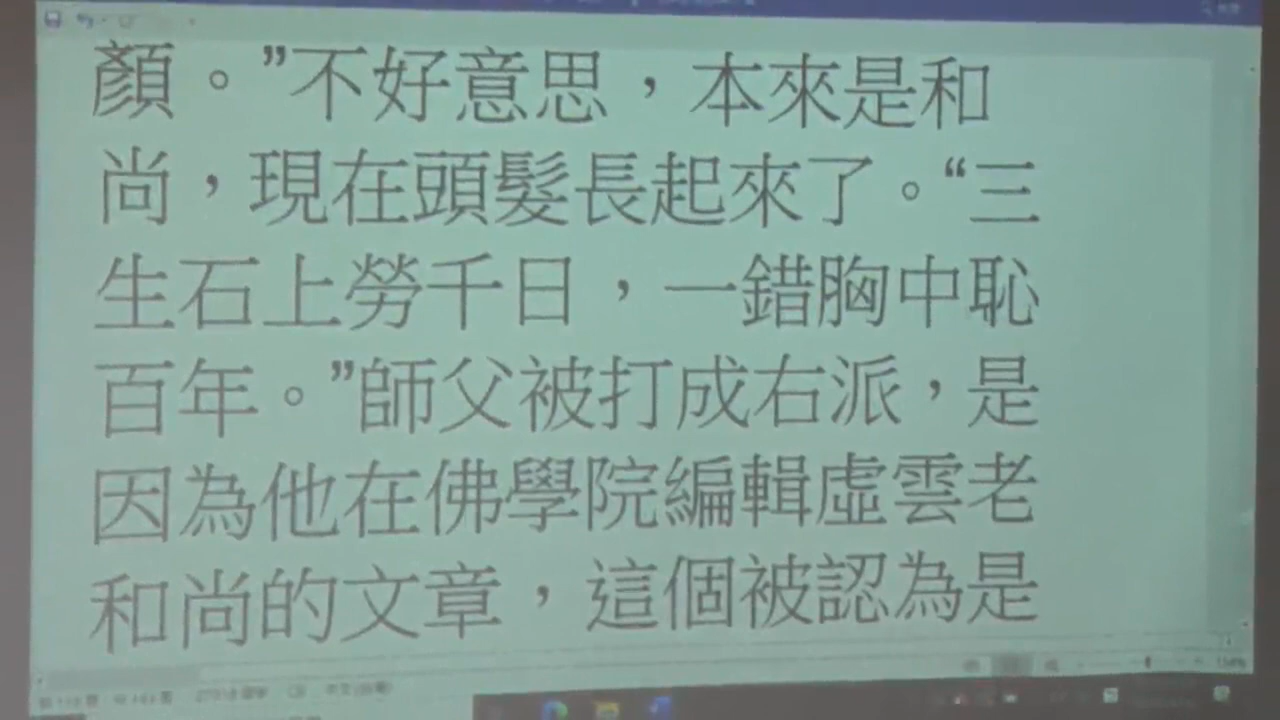 顏。”不好意思，本來是和
尚，現在頭髮長起來了。“三
生石上勞千日，一錯胸中恥
百年。”師父被打成右派，是
因為他在佛學院編輯虛雲老
和尚的文章，這個被認為是